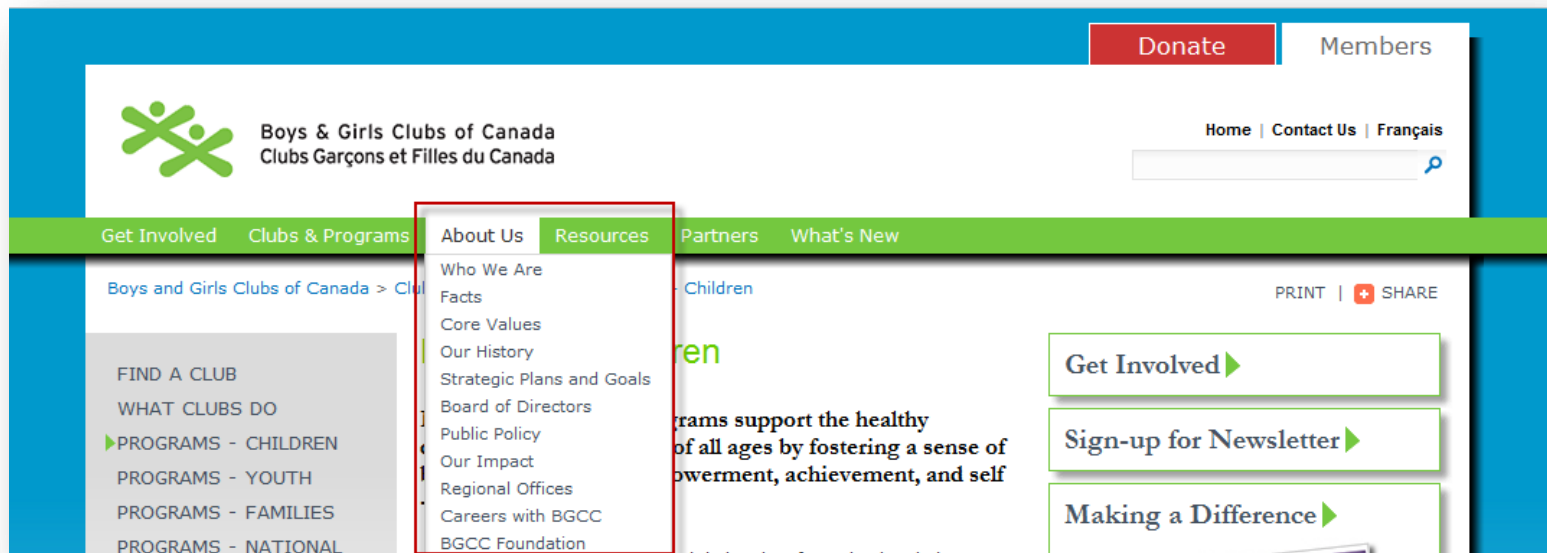 Donate
Members
Boys & Girls Clubs of Canada
Clubs Garçons et Filles du Canada
Home | Contact Us | Français
Get Involved
Clubs & Programs
About Us
Resources
Partners
What's New
Who We Are
Facts
Core Values
Our History
Strategic Plans and Goals
Board of Directors
Public Policy
Our Impact
Regional Offices
Careers with BGCC
BGCC Foundation
Boys and Girls Clubs of Canada >
Children
PRINT | SHARE
FIND A CLUB
WHAT CLUBS DO
PROGRAMS - CHILDREN
PROGRAMS - YOUTH
PROGRAMS - FAMILIES
PROGRAMS - NATIONAL
support the healthy
of all ages by fostering a sense of
achievement, and self
Get Involved
Sign-up for Newsletter
Making a Difference